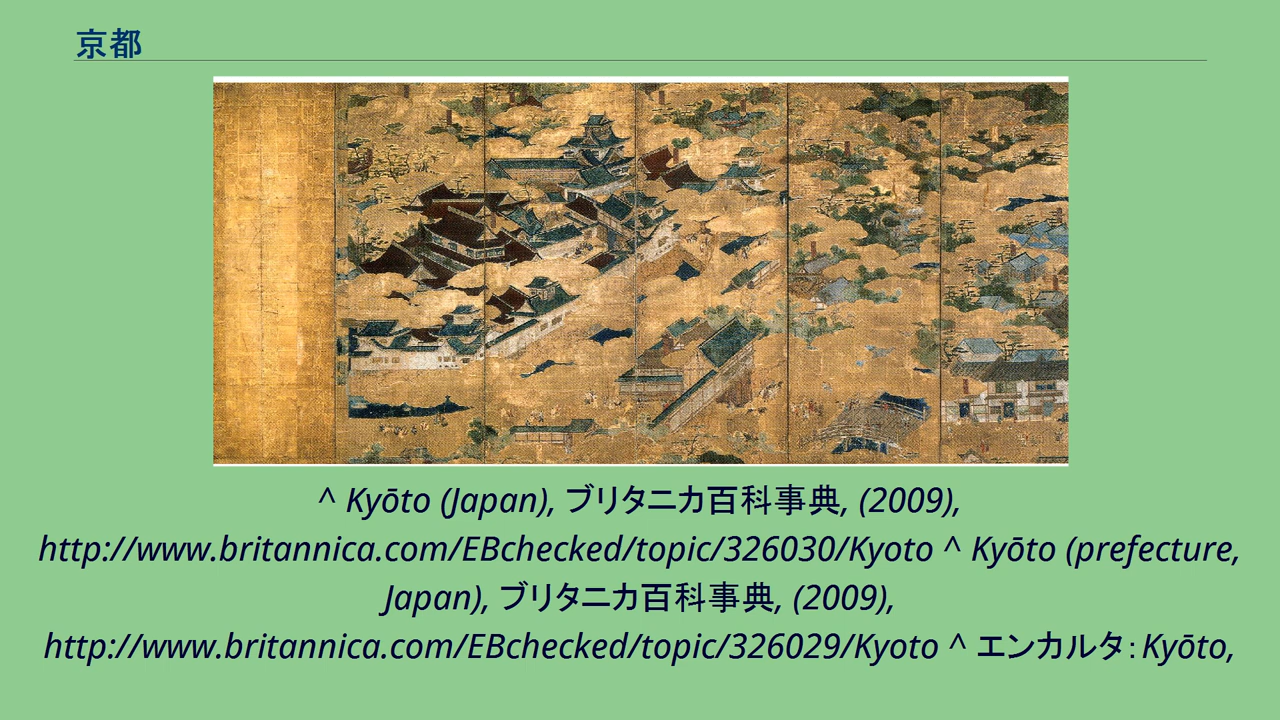 京都
^ Kyōto (Japan), ブリタニカ百科事典, (2009),
http://www.britannica.com/EBchecked/topic/326030/Kyoto ^ Kyōto (prefecture,
Japan), ブリタニカ百科事典, (2009),
http://www.britannica.com/EBchecked/topic/326029/Kyoto ^ エンカルタ：Kyōto,